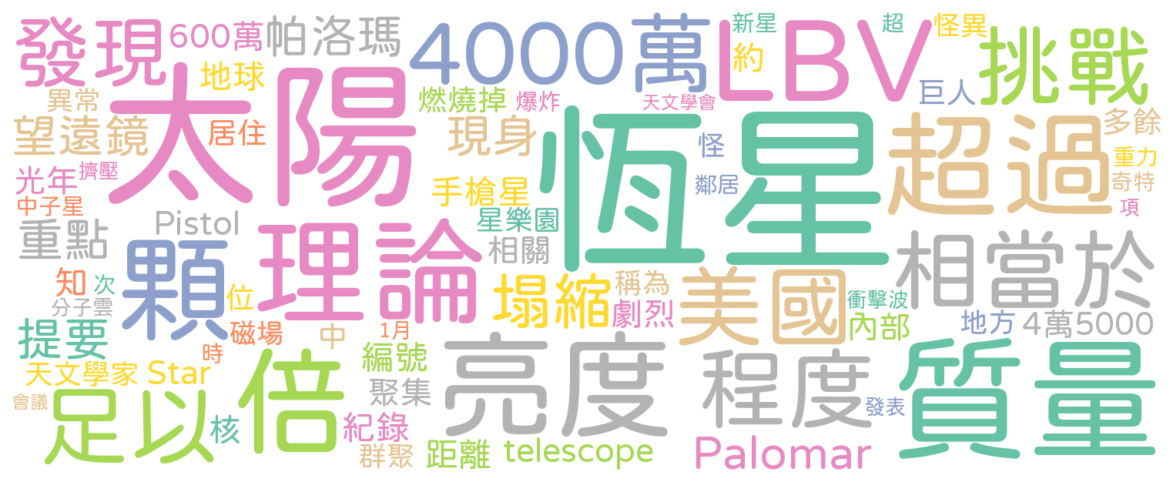 發現
600萬
帕洛瑪
4000萬
LBV
新星
超
怪異
約
挑戰
地球
太陽
燃燒掉
爆炸
天文學會
巨人
異常
望遠鏡
居住
現身
恆星
怪
超過
多餘
重力
光年
擠壓
手槍星
鄰居
奇特
中子星
項
Pistol
星樂園
重點
顆
理論
相關
相當於
知
次
位
塌縮
稱為
美國
衝擊波
分子雲
磁場
中
1月
劇烈
內部
地方
4萬5000
提要
時
亮度
程度
質量
天文學家
Star
編號
聚集
會議
足以
核
倍
紀錄
發表
群聚
距離
telescope
Palomar